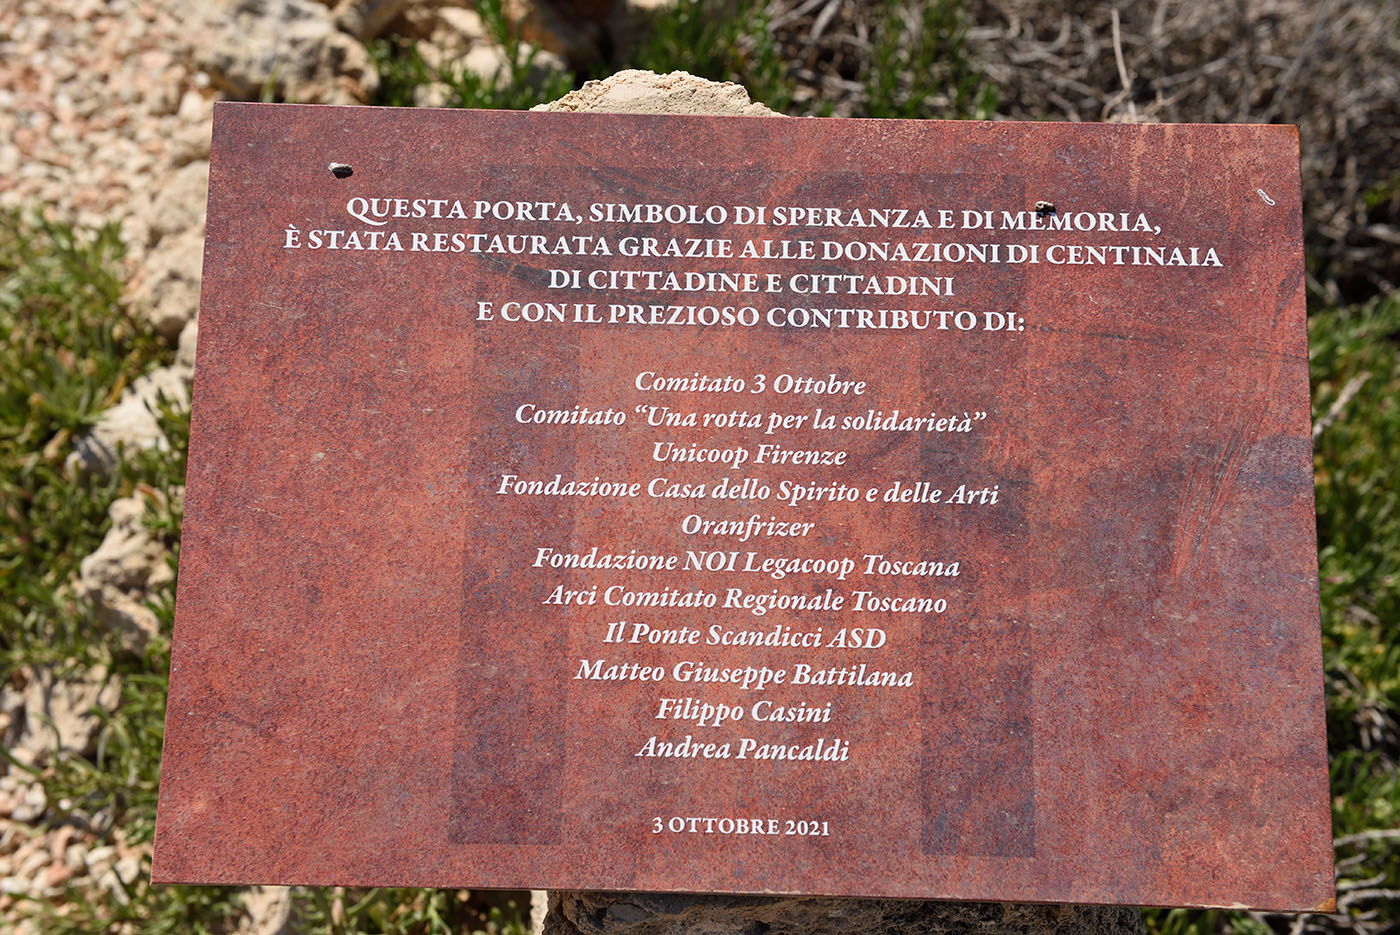 QUESTA PORTA, SIMBOLO DI SPERANZA E DI MEMORIA,
È STATA RESTAURATA GRAZIE ALLE DONAZIONI DI CENTINAIA
DI CITTADINE E CITTADINI
E CON IL PREZIOSO CONTRIBUTO DI:
Comitato 3 Ottobre
Comitato “Una rotta per la solidarietà”
Unicoop Firenze
Fondazione Casa dello Spirito e delle Arti
Oranfrizer
Fondazione NOI Legacoop Toscana
Arci Comitato Regionale Toscano
Il Ponte Scandicci ASD
Matteo Giuseppe Battilana
Filippo Casini
Andrea Pancaldi
3 OTTOBRE 2021